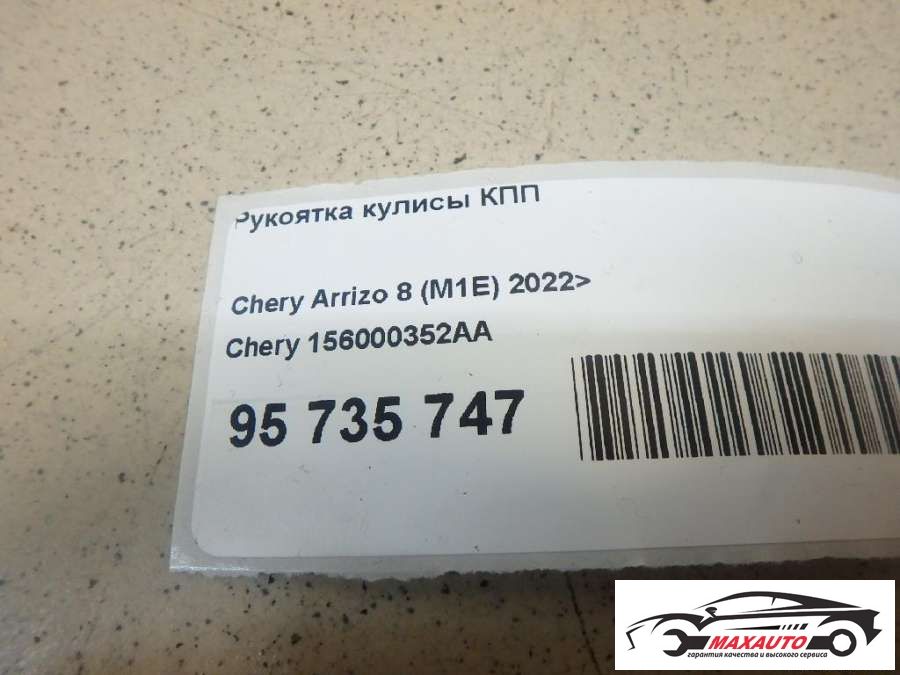 Рукоятка кулисы КПП
Chery Arrizo 8 (M1E) 2022>
Chery 156000352AA
95 735 747
MAXAUTO
гарантия качества и высокого сервиса